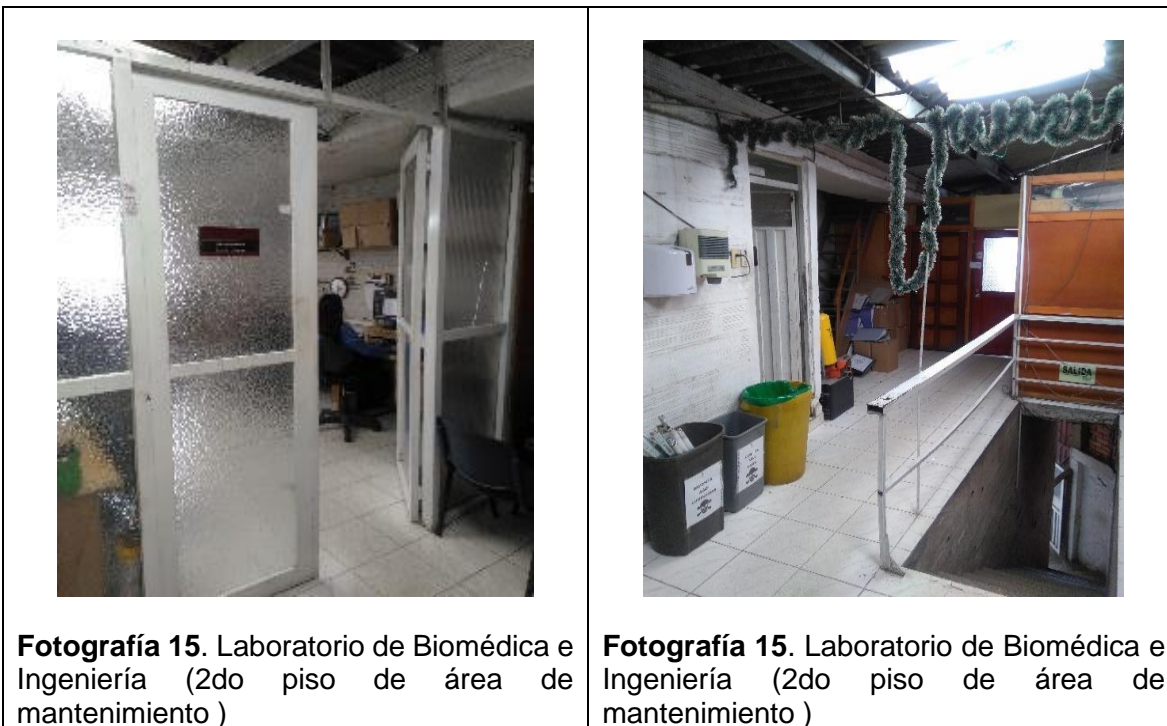 SALIDA
Fotografía 15. Laboratorio de Biomédica e
Ingeniería (2do piso de área de
mantenimiento )
Fotografía 15. Laboratorio de Biomédica e
Ingeniería (2do piso de área de
mantenimiento )